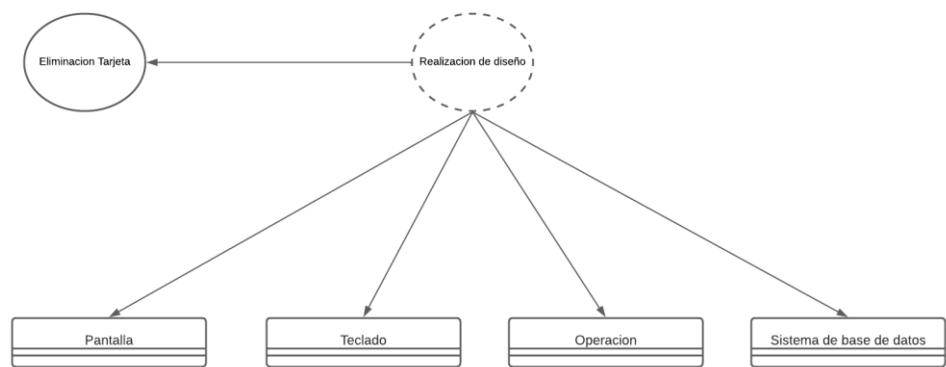 Eliminacion Tarjeta
Realizacion de diseño
Pantalla
Teclado
Operacion
Sistema de base de datos